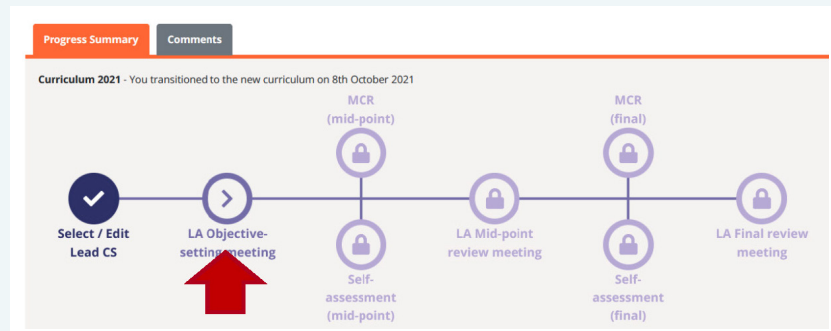 Progress Summary
Comments
Curriculum 2021 - You transitioned to the new curriculum on 8th October 2021
MCR
(mid-point)
MCR
(final)
Select / Edit
Lead CS
LA Objective-
setting meeting
LA Mid-point
review meeting
LA Final review
meeting
Self-
assessment
(mid-point)
Self-
assessment
(final)